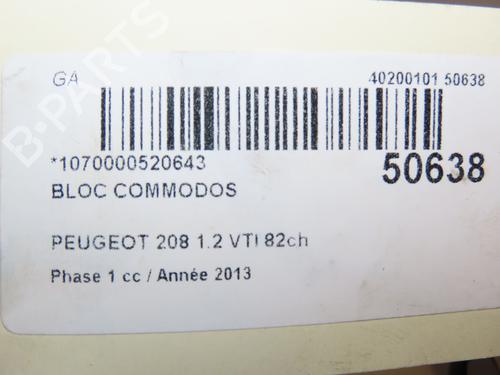 B-PARTS
GA
40200101 50638
*1070000520643
50638
BLOC COMMODOS
PEUGEOT 208 1.2 VTI 82ch
Phase 1 cc / Année 2013